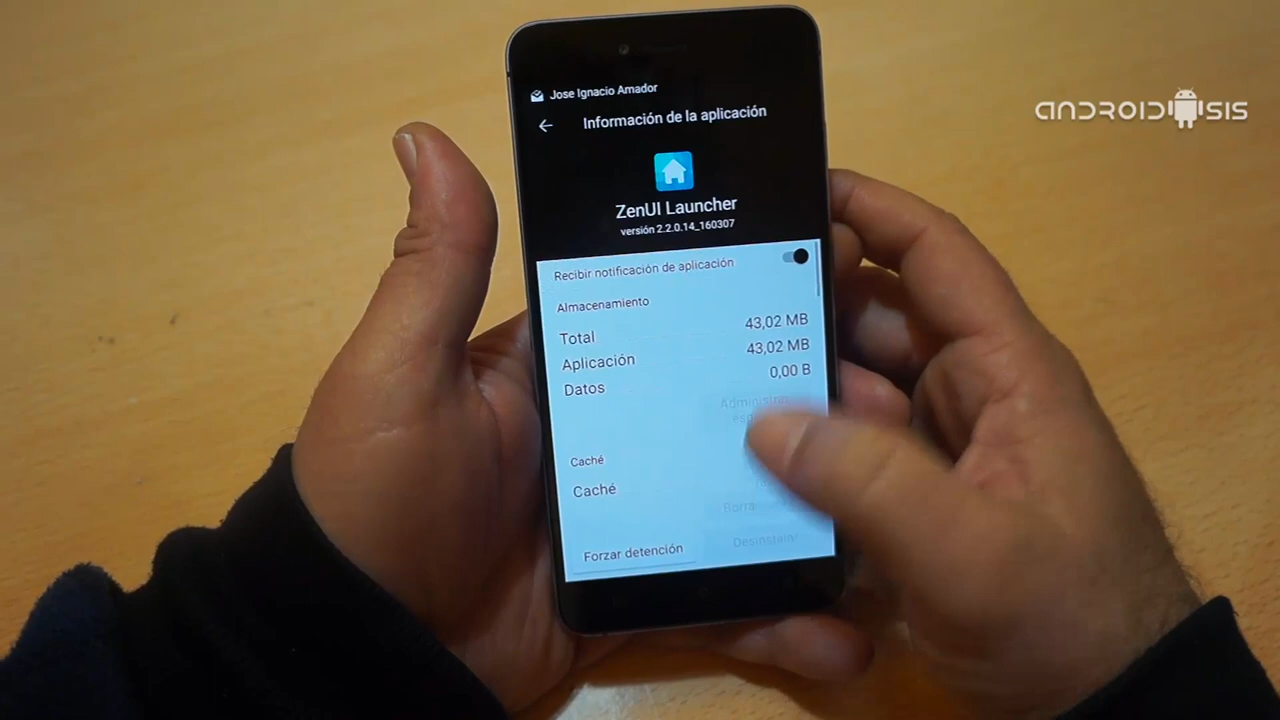 ANDROIDSIS
Jose Ignacio Amador
Información de la aplicación
ZenUI Launcher
versión 2.2.0.14_160307
Recibir notificación de aplicación
Almacenamiento
Total 43,02 MB
Aplicación 43,02 MB
Datos 0,00 B
Caché
Caché
Forzar detención